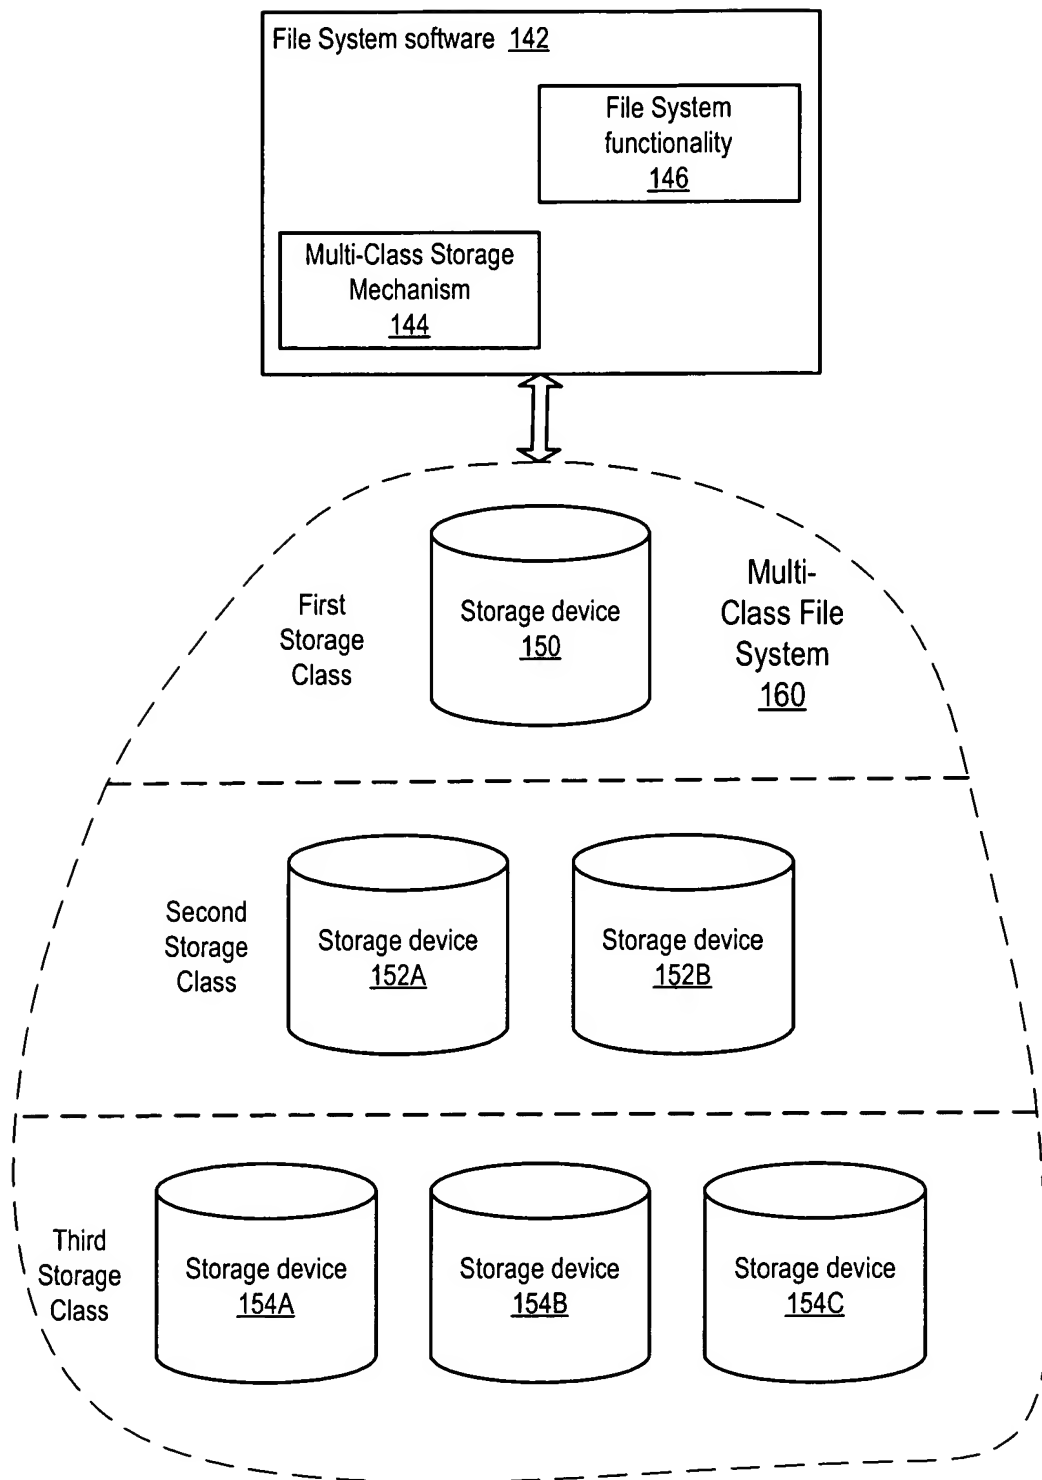 File System software 142
File System
functionality
146
Multi-Class Storage
Mechanism
144
First
Storage
Class
Storage device
150
Multi-
Class File
System
160
Second
Storage
Class
Storage device
152A
Storage device
152B
Third
Storage
Class
Storage device
154A
Storage device
154B
Storage device
154C